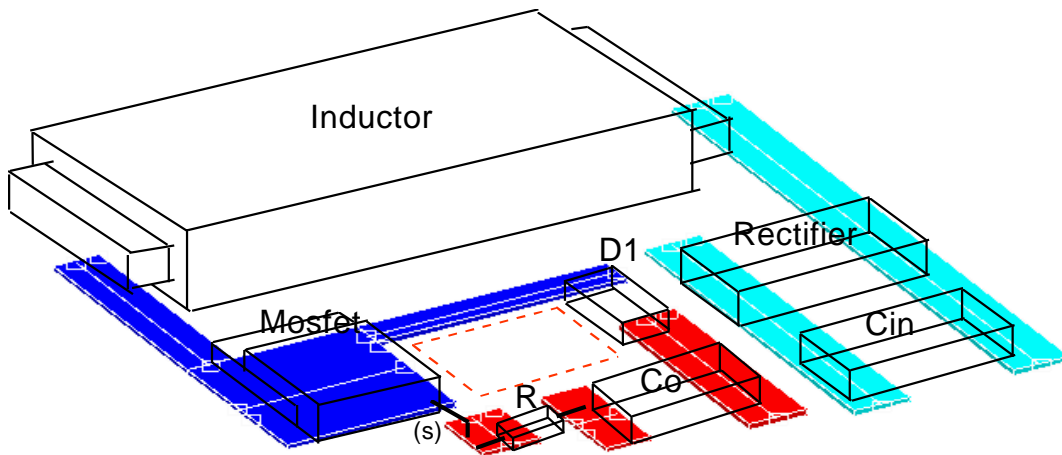 Inductor
Rectifier
D1
Mosfet
Cin
Co
R
(s)